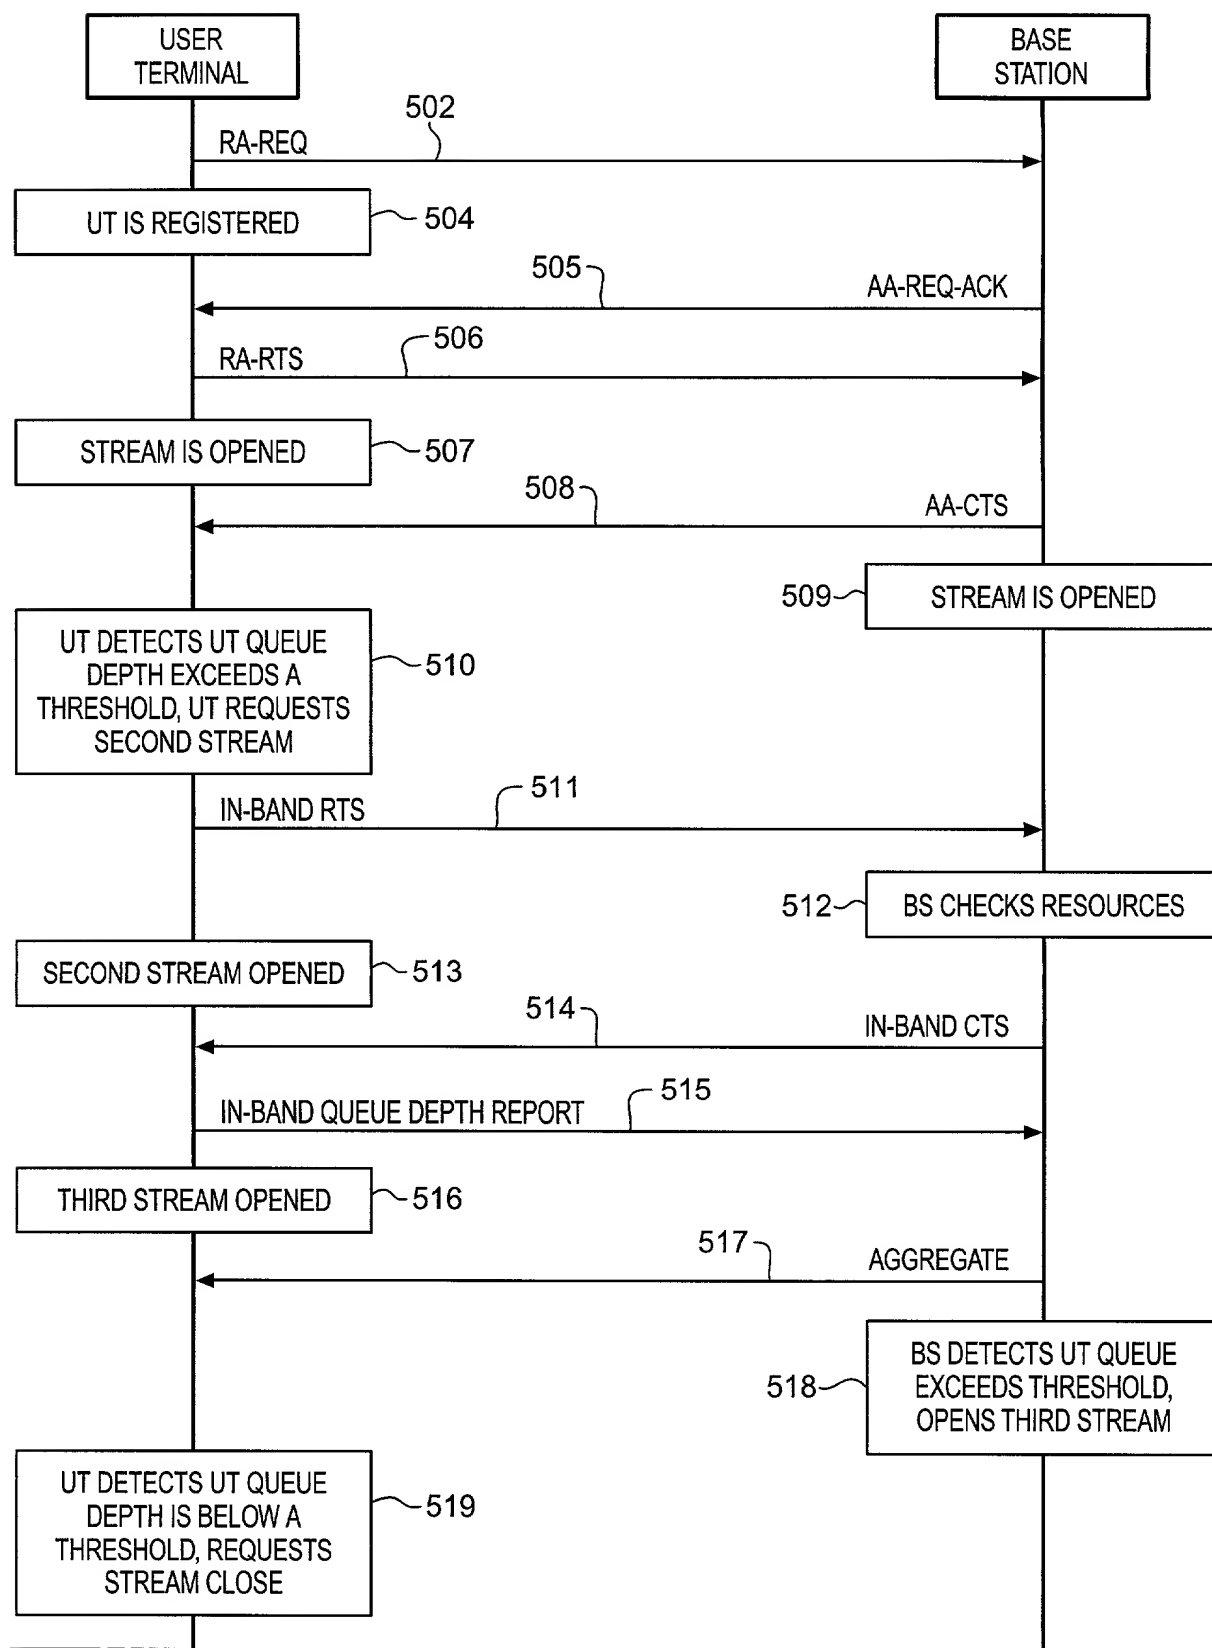 USER
TERMINAL
BASE
STATION
502
RA-REQ
UT IS REGISTERED
504
505
AA-REQ-ACK
506
RA-RTS
STREAM IS OPENED
507
508
AA-CTS
509
STREAM IS OPENED
UT DETECTS UT QUEUE
DEPTH EXCEEDS A
THRESHOLD, UT REQUESTS
SECOND STREAM
510
511
IN-BAND RTS
512
BS CHECKS RESOURCES
SECOND STREAM OPENED
513
514
IN-BAND CTS
515
IN-BAND QUEUE DEPTH REPORT
THIRD STREAM OPENED
516
517
AGGREGATE
518
BS DETECTS UT QUEUE
EXCEEDS THRESHOLD,
OPENS THIRD STREAM
UT DETECTS UT QUEUE
DEPTH IS BELOW A
THRESHOLD, REQUESTS
STREAM CLOSE
519